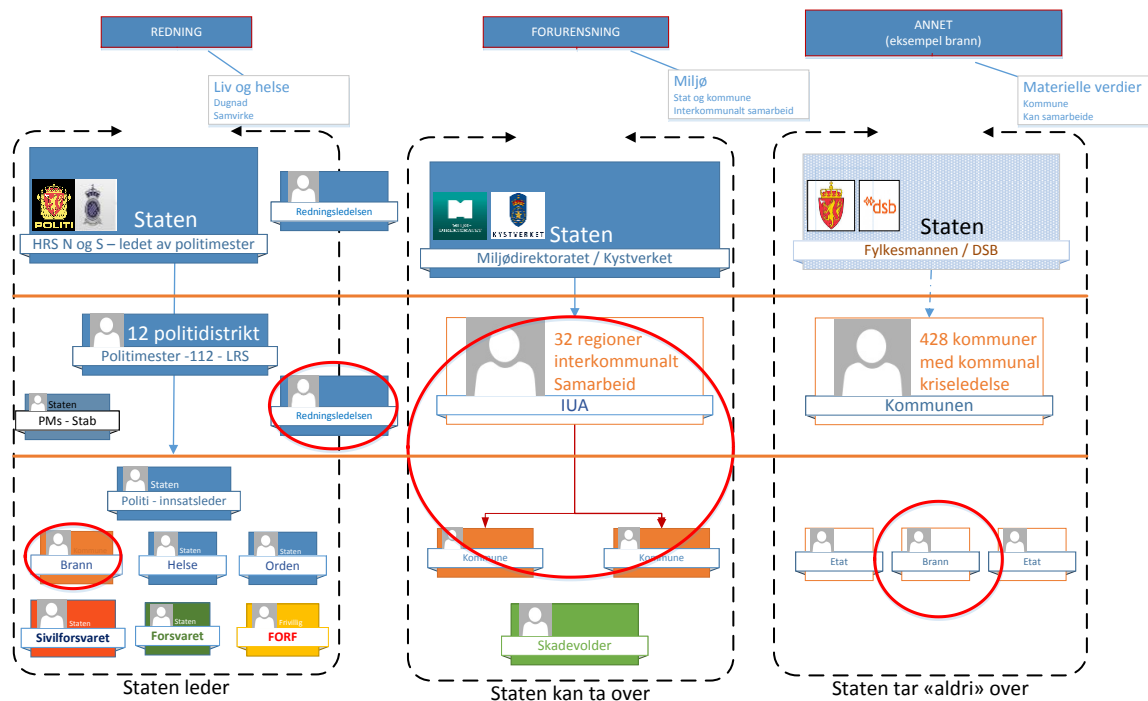 REDNING
Liv og helse
Dugnad
Samvirke
POLITI
Staten
HRS N og S – ledet av politimester
Redningsledelsen
12 politidistrikt
Politimester -112 - LRS
Staten
PMs - Stab
Redningsledelsen
Staten
Politi - innsatsleder
Brann
Staten
Helse
Staten
Orden
Staten
Sivilforsvaret
Staten
Forsvaret
Frivillig
FORF
Staten leder
FORURENSNING
Miljø
Stat og kommune
Interkommunalt samarbeid
MILJØ-
DIREKTORATET
KYSTVERKET
Staten
Miljødirektoratet / Kystverket
32 regioner
interkommunalt
Samarbeid
IUA
Kommune
Kommune
Skadevolder
Staten kan ta over
ANNET
(eksempel brann)
Materielle verdier
Kommune
Kan samarbeide
dsb
Staten
Fylkesmannen / DSB
428 kommuner
med kommunal
kriseledelse
Kommunen
Etat
Brann
Etat
Staten tar «aldri» over